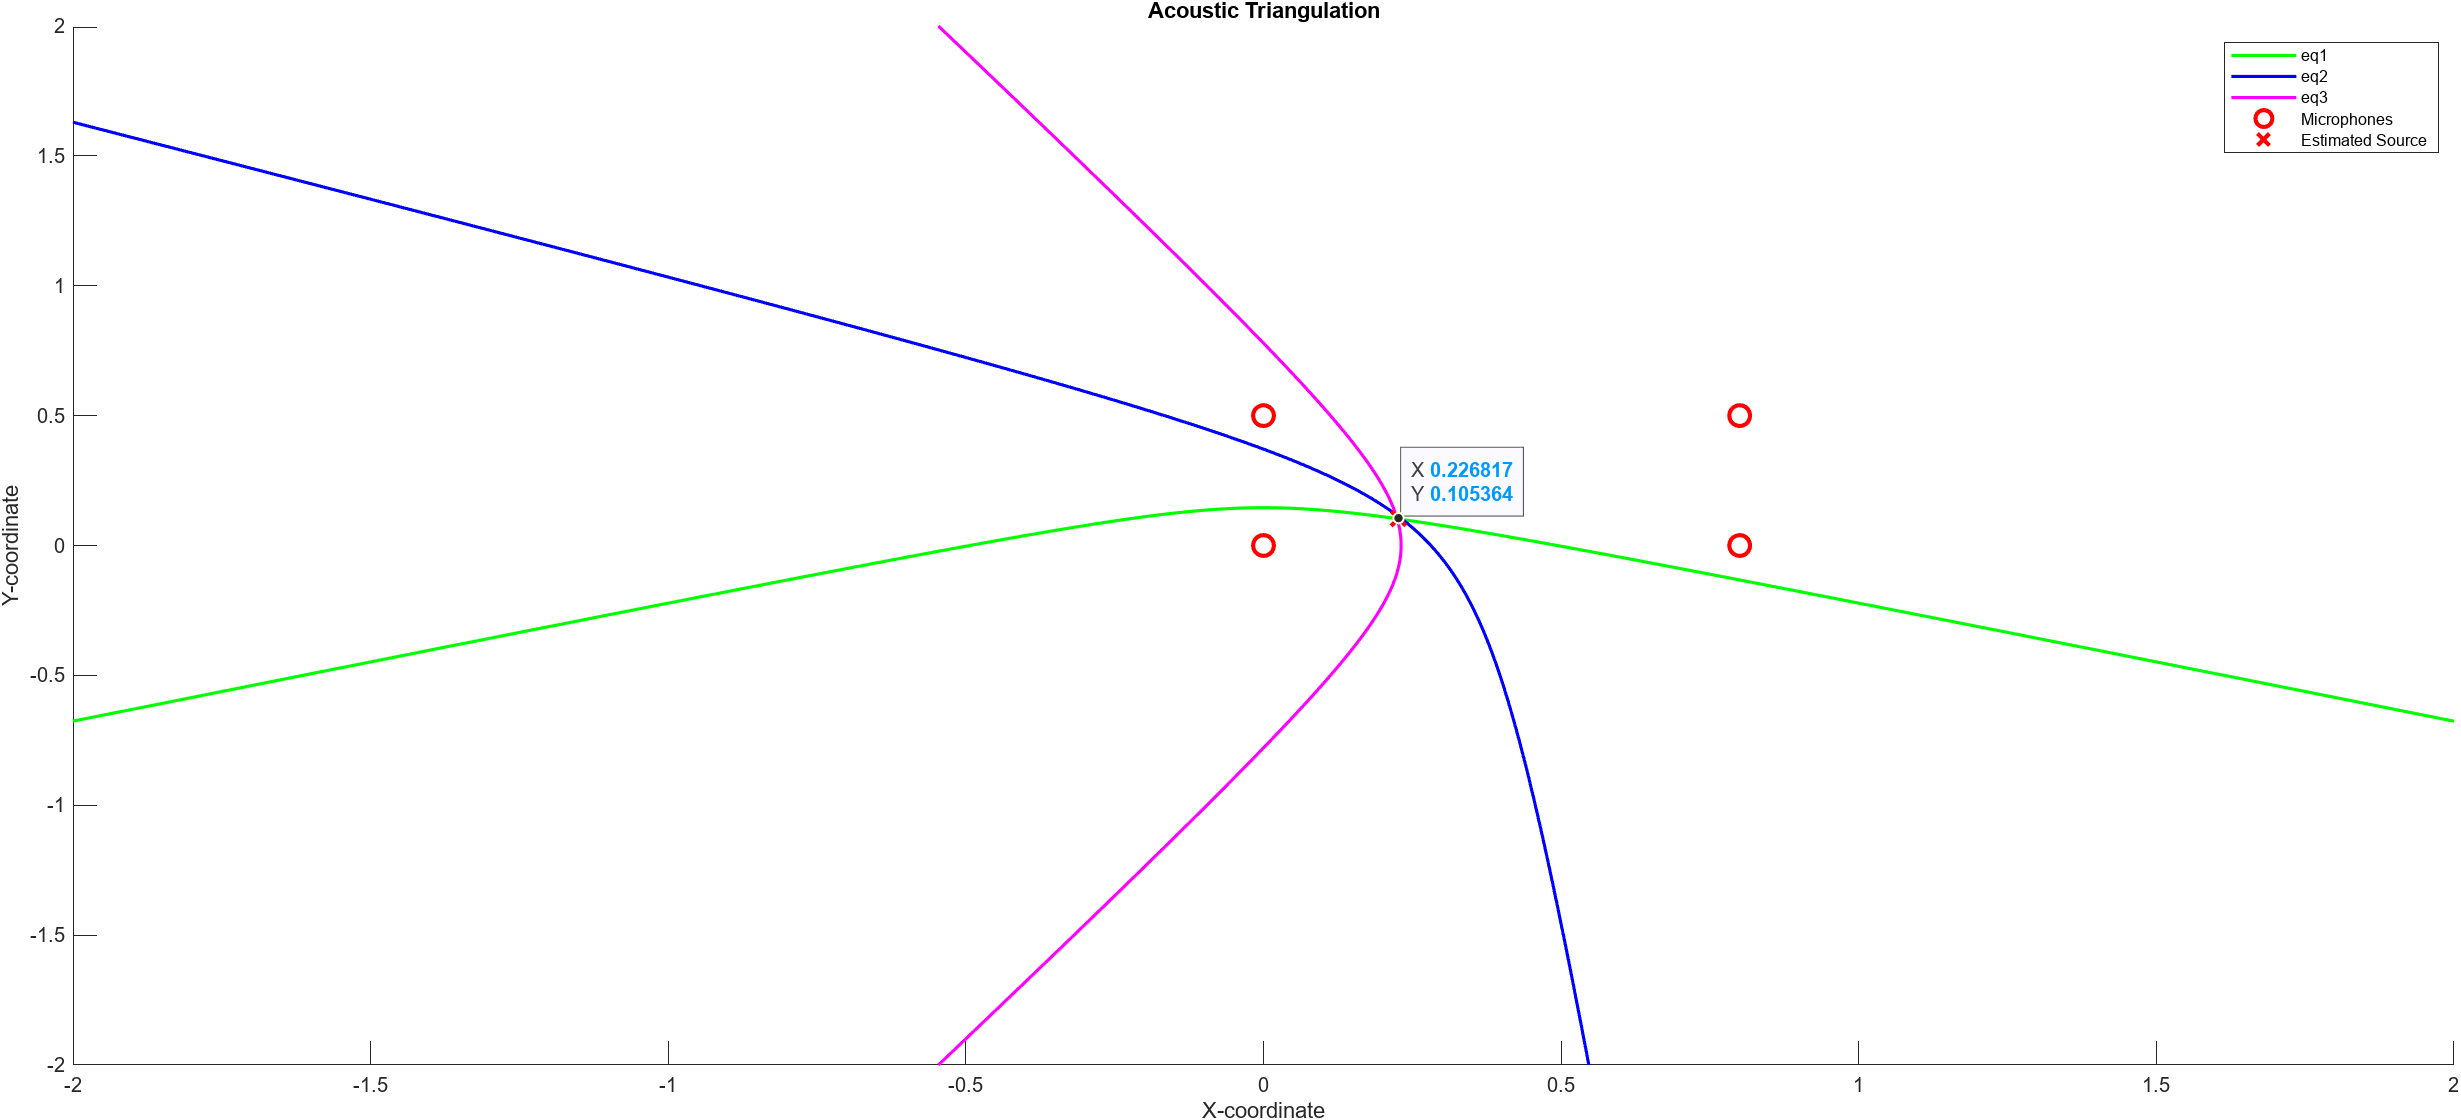 Acoustic Triangulation
eq1
eq2
eq3
Microphones
Estimated Source
X 0.226817
Y 0.105364
Y-coordinate
2
1.5
1
0.5
0
-0.5
-1
-1.5
-2
-2 -1.5 -1 -0.5 0 0.5 1 1.5 2
X-coordinate